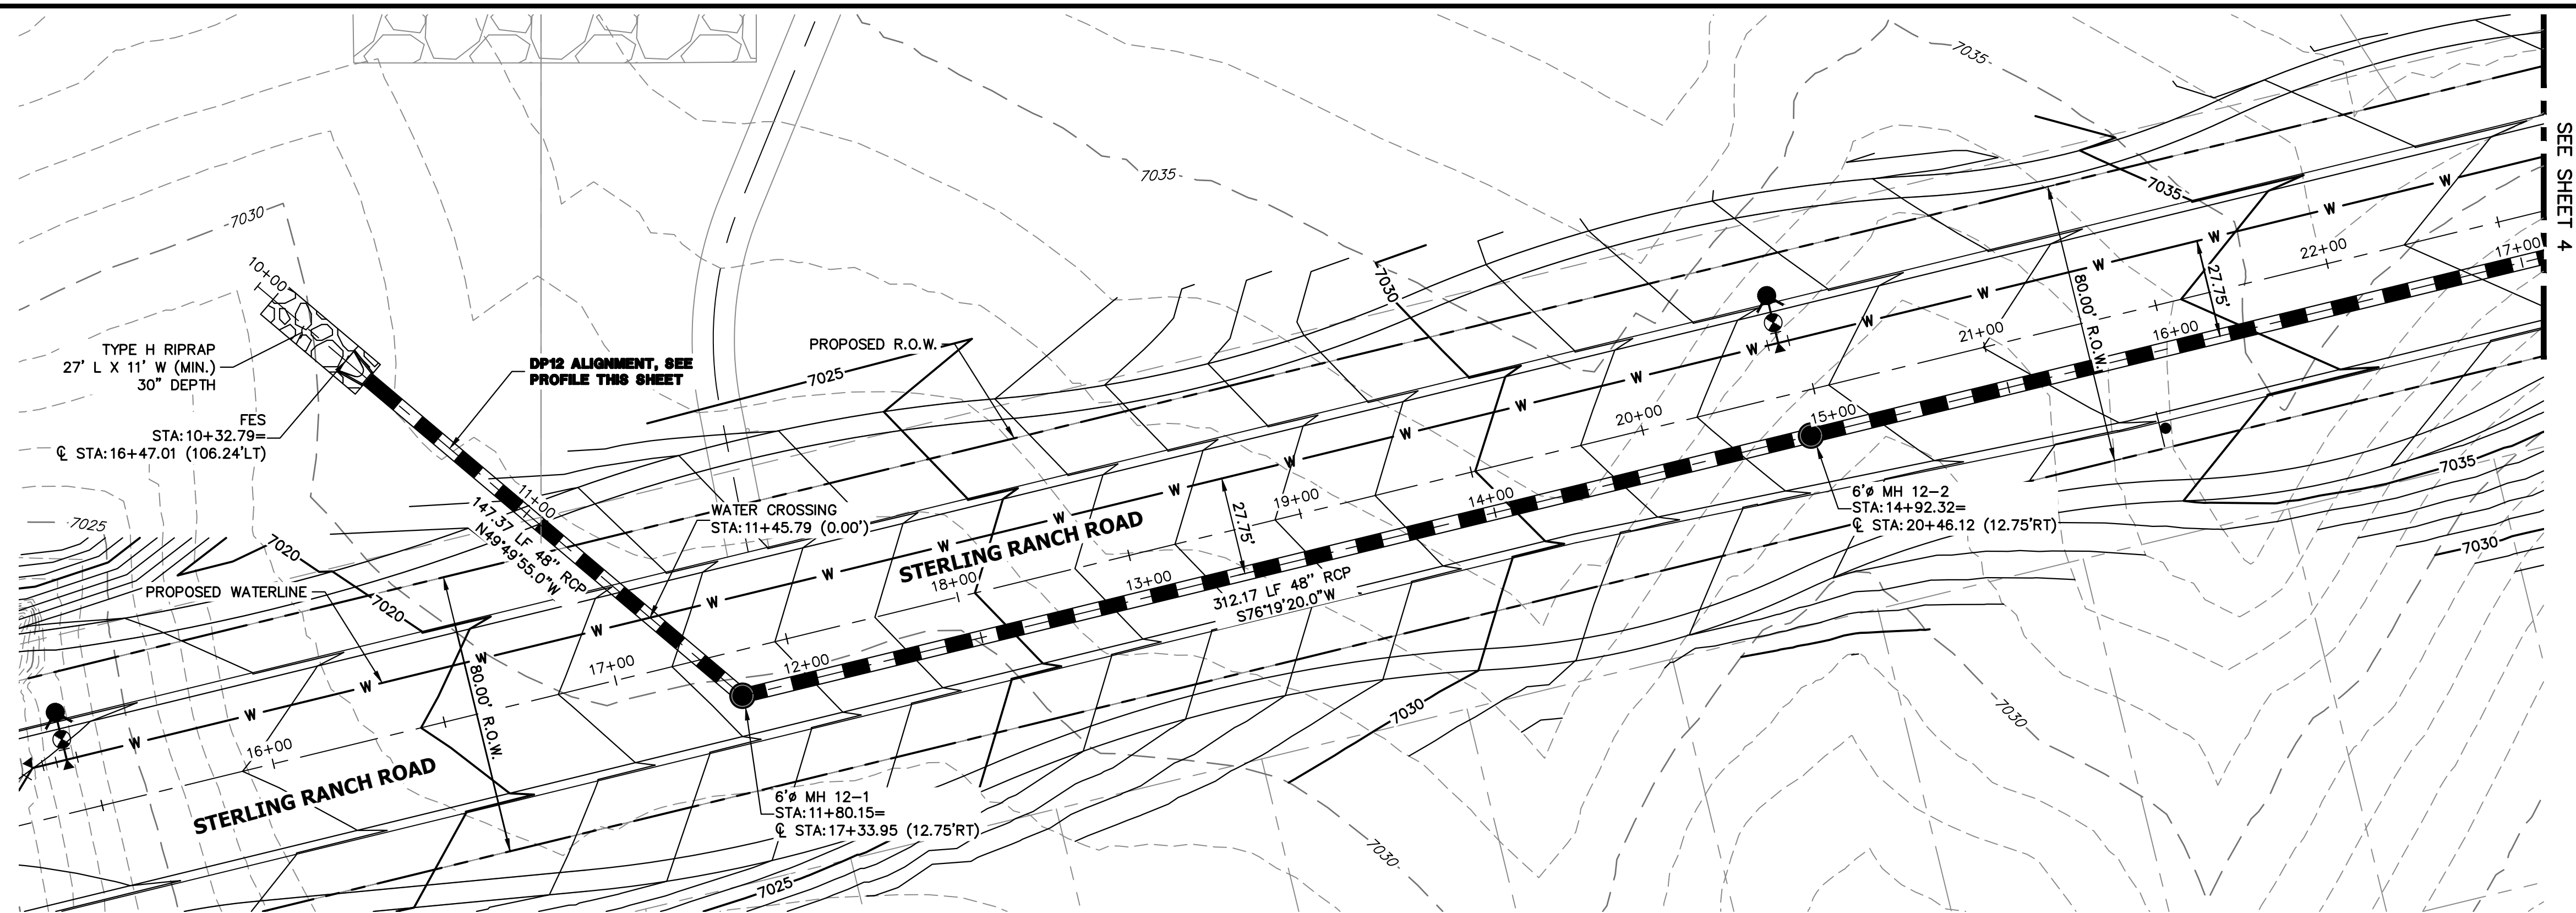 7035
SEE SHEET 4
7035
7035
7030
22+00
17+00
10+00
27.75'
80.00' R.O.W.
7030
21+00
16+00
TYPE H RIPRAP
27' L X 11' W (MIN.)
30" DEPTH
DP12 ALIGNMENT, SEE
PROFILE THIS SHEET
PROPOSED R.O.W.
7025
FES
STA:10+32.79=
℄ STA:16+47.01 (106.24'LT)
20+00
15+00
7035
11+00
147.37 LF 48" RCP
N49°49'55.0"W
WATER CROSSING
STA:11+45.79 (0.00')
19+00
14+00
27.75'
6'ø MH 12-2
STA:14+92.32=
℄ STA:20+46.12 (12.75'RT)
7025
7020
STERLING RANCH ROAD
7030
18+00
13+00
PROPOSED WATERLINE
7020
312.17 LF 48" RCP
S76°19'20.0"W
17+00
12+00
80.00' R.O.W.
7030
7030
16+00
STERLING RANCH ROAD
6'ø MH 12-1
STA:11+80.15=
℄ STA:17+33.95 (12.75'RT)
7030
7025
W W W W W W W W W W W W W W W W W W W W W